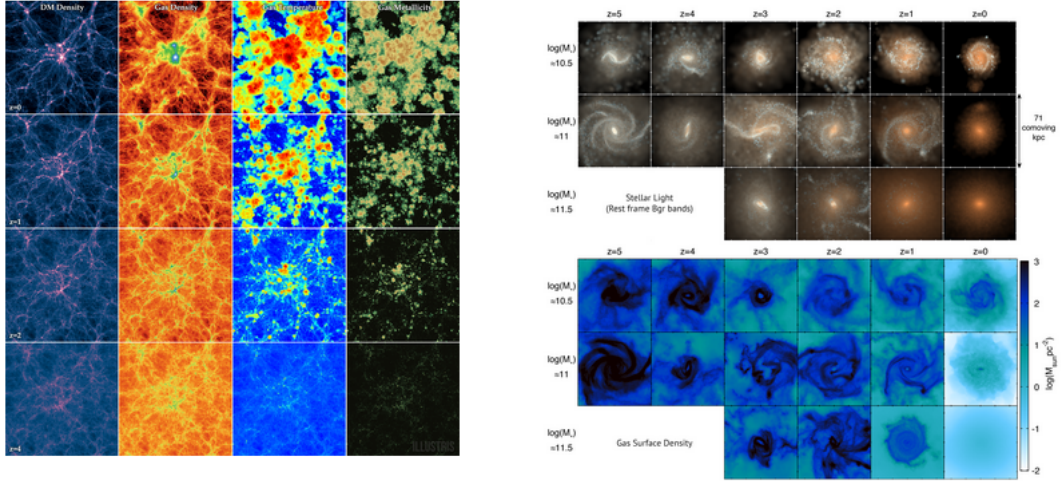 DM Density Gas Density Gas Temperature Gas Metallicity
z=0
z=1
z=2
z=4
ILLUSTRIS
z=5 z=4 z=3 z=2 z=1 z=0
log(M⋆)
≈10.5
log(M⋆)
≈11
71
comoving
kpc
log(M⋆)
≈11.5
Stellar Light
(Rest frame Bgr bands)
z=5 z=4 z=3 z=2 z=1 z=0
log(M⋆)
≈10.5
log(M⋆)
≈11
log(M⋆)
≈11.5
Gas Surface Density
3
2
1
0
-1
-2
log(M_sun pc^-2)